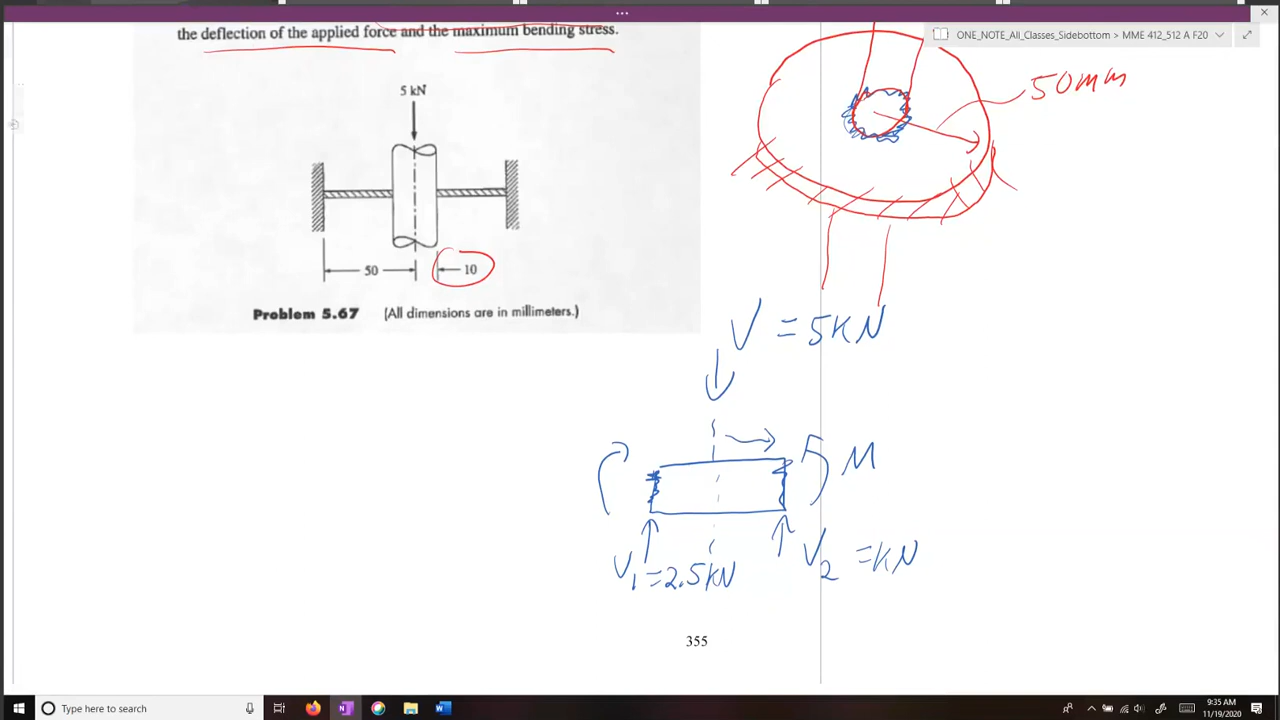 ONE_NOTE_All_Classes_Sidebottom > MME 412_512 A F20
the deflection of the applied force and the maximum bending stress.
5 kN
50
10
Problem 5.67 (All dimensions are in millimeters.)
50mm
V = 5KN
M
V1 = 2.5KN
V2 = KN
355
Type here to search
9:35 AM
11/19/2020